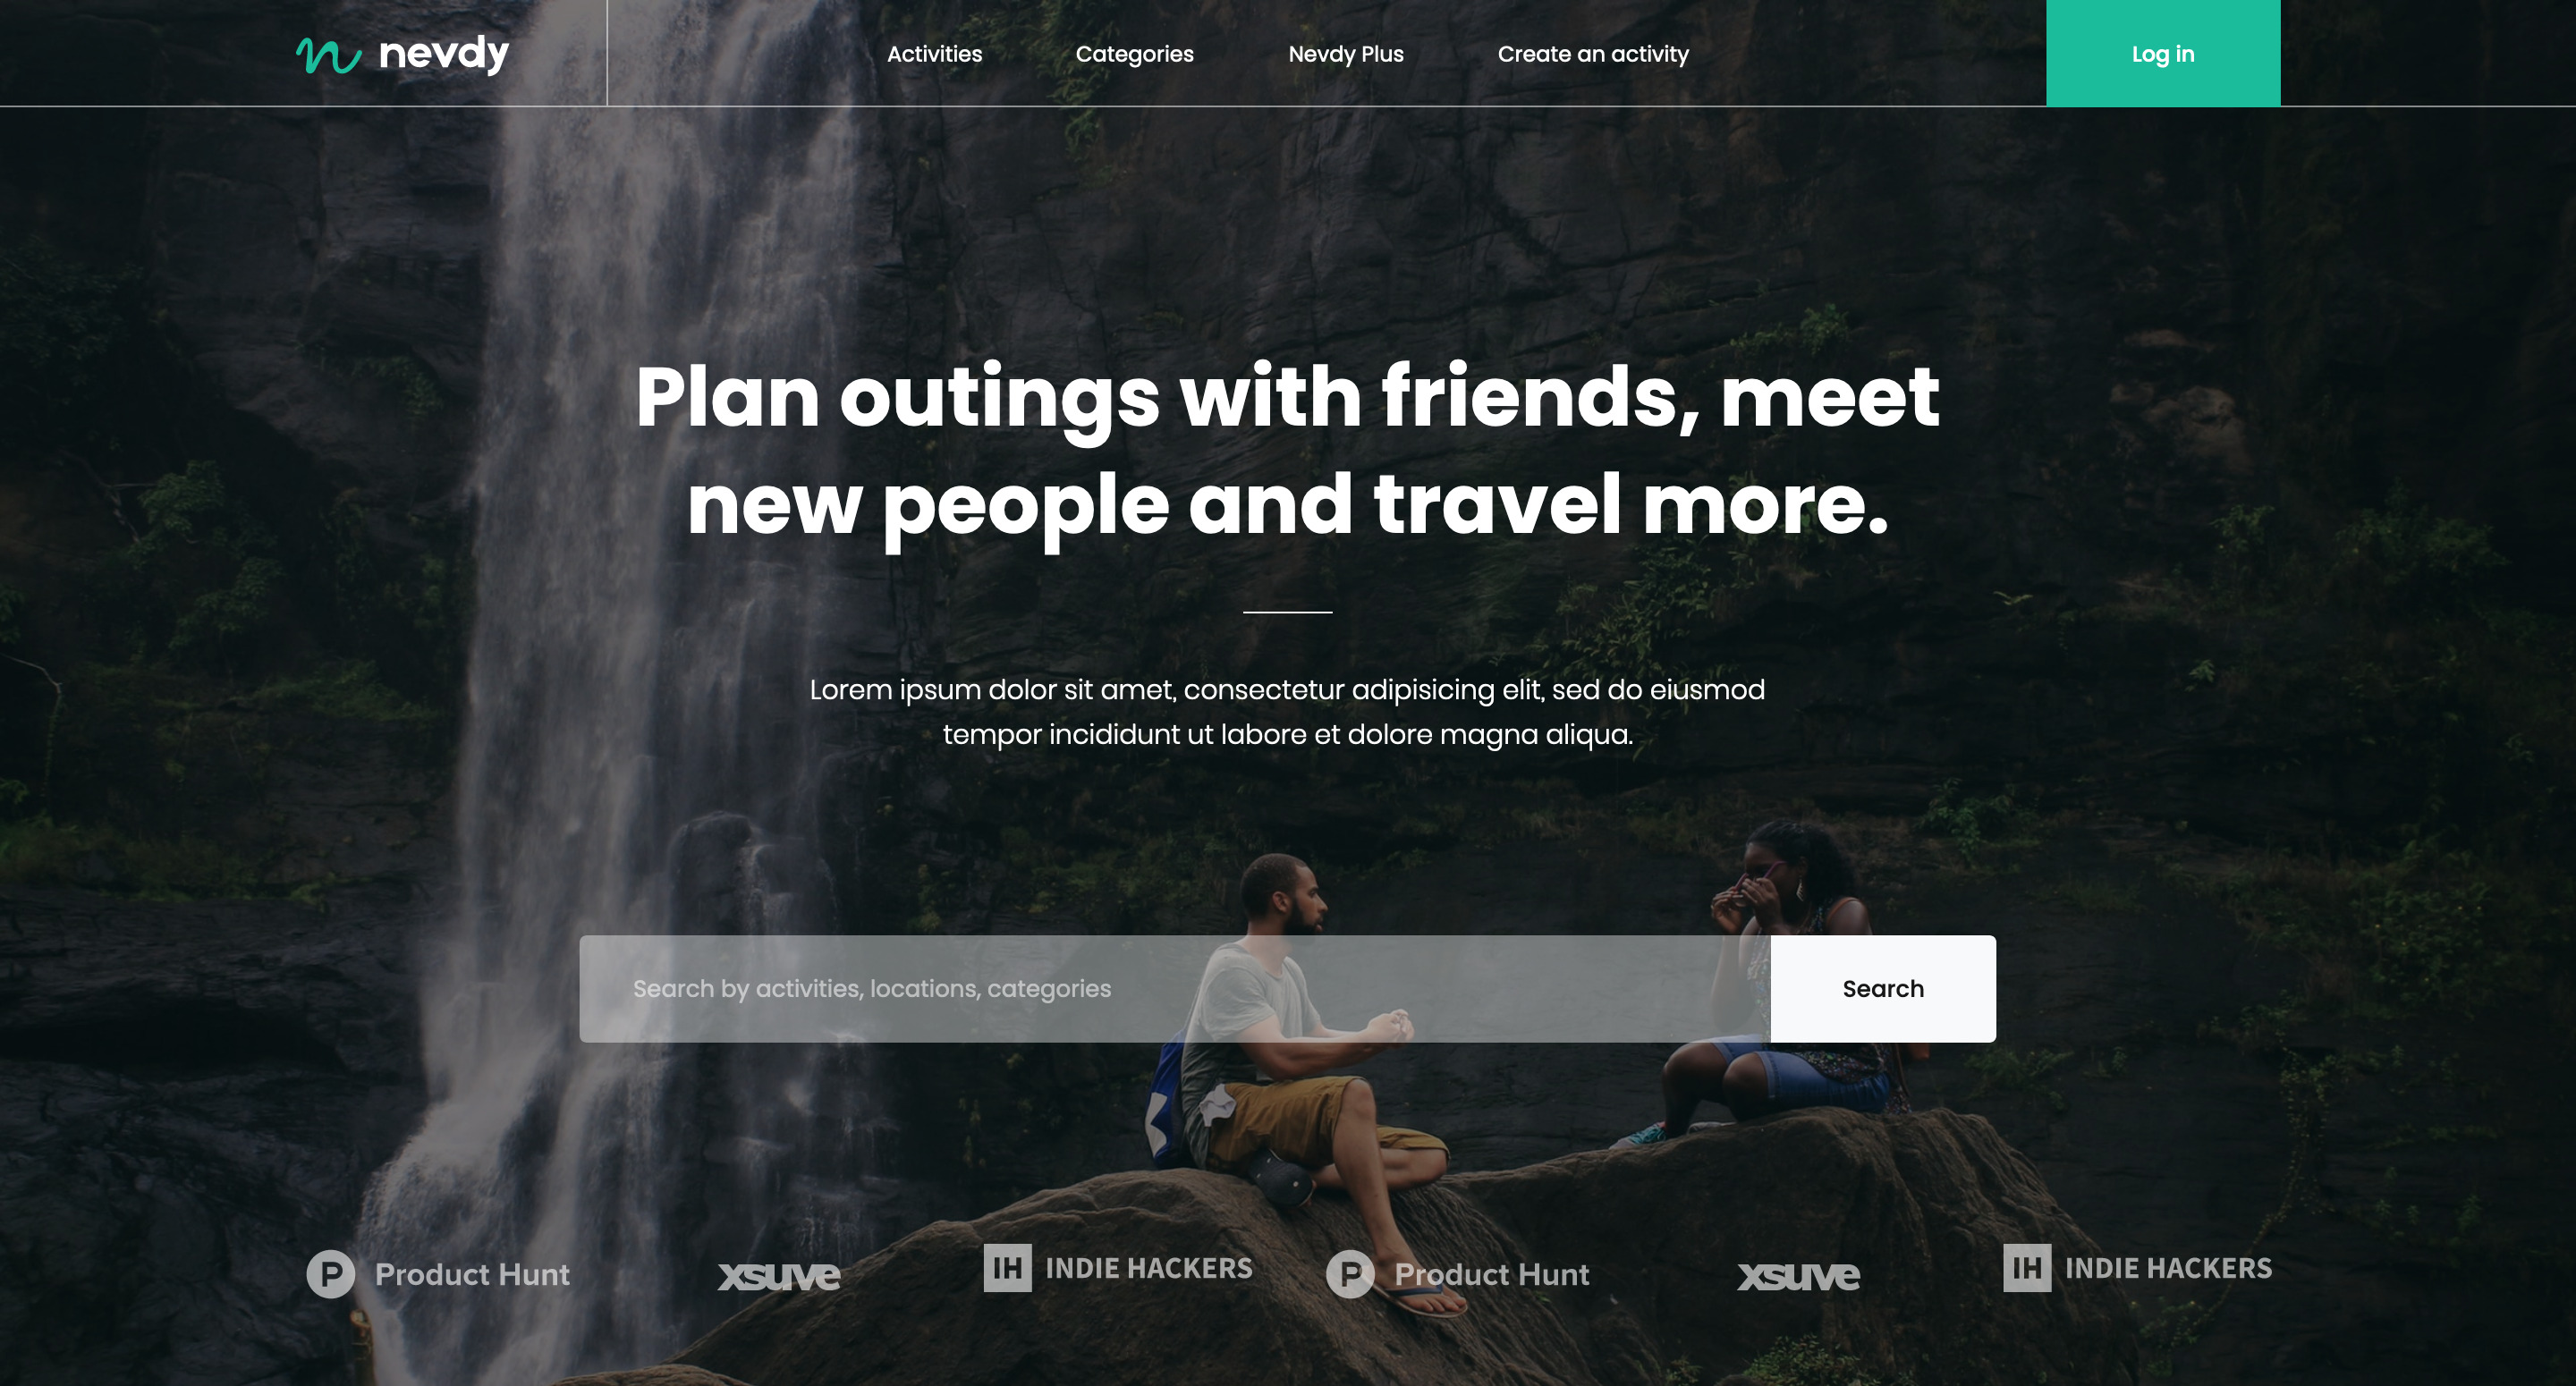 nevdy
Activities
Categories
Nevdy Plus
Create an activity
Log in
Plan outings with friends, meet
new people and travel more.
Lorem ipsum dolor sit amet, consectetur adipisicing elit, sed do eiusmod
tempor incididunt ut labore et dolore magna aliqua.
Search by activities, locations, categories
Search
P Product Hunt
xsuve
IH INDIE HACKERS
P Product Hunt
xsuve
IH INDIE HACKERS